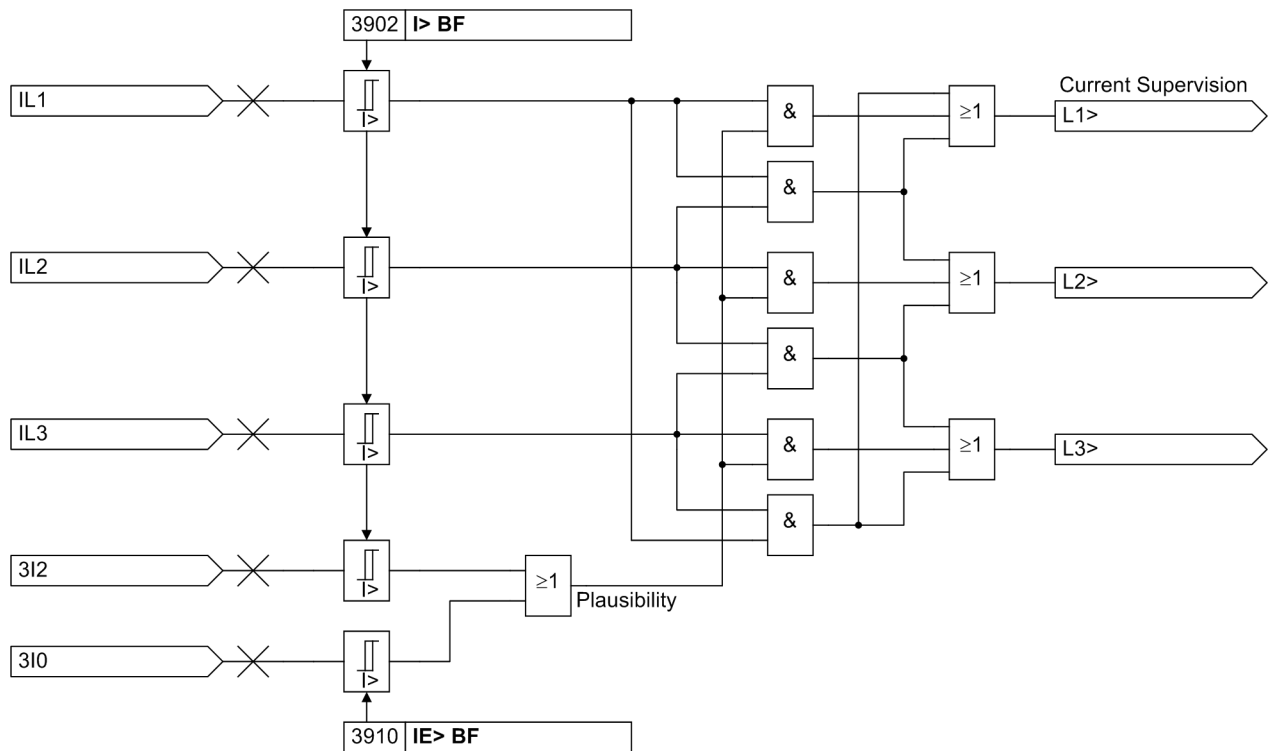 3902 I> BF
IL1
I>
&
≥1
Current Supervision
L1>
&
IL2
I>
&
≥1
L2>
&
IL3
I>
&
≥1
L3>
&
3I2
I>
≥1
Plausibility
3I0
I>
3910 IE> BF